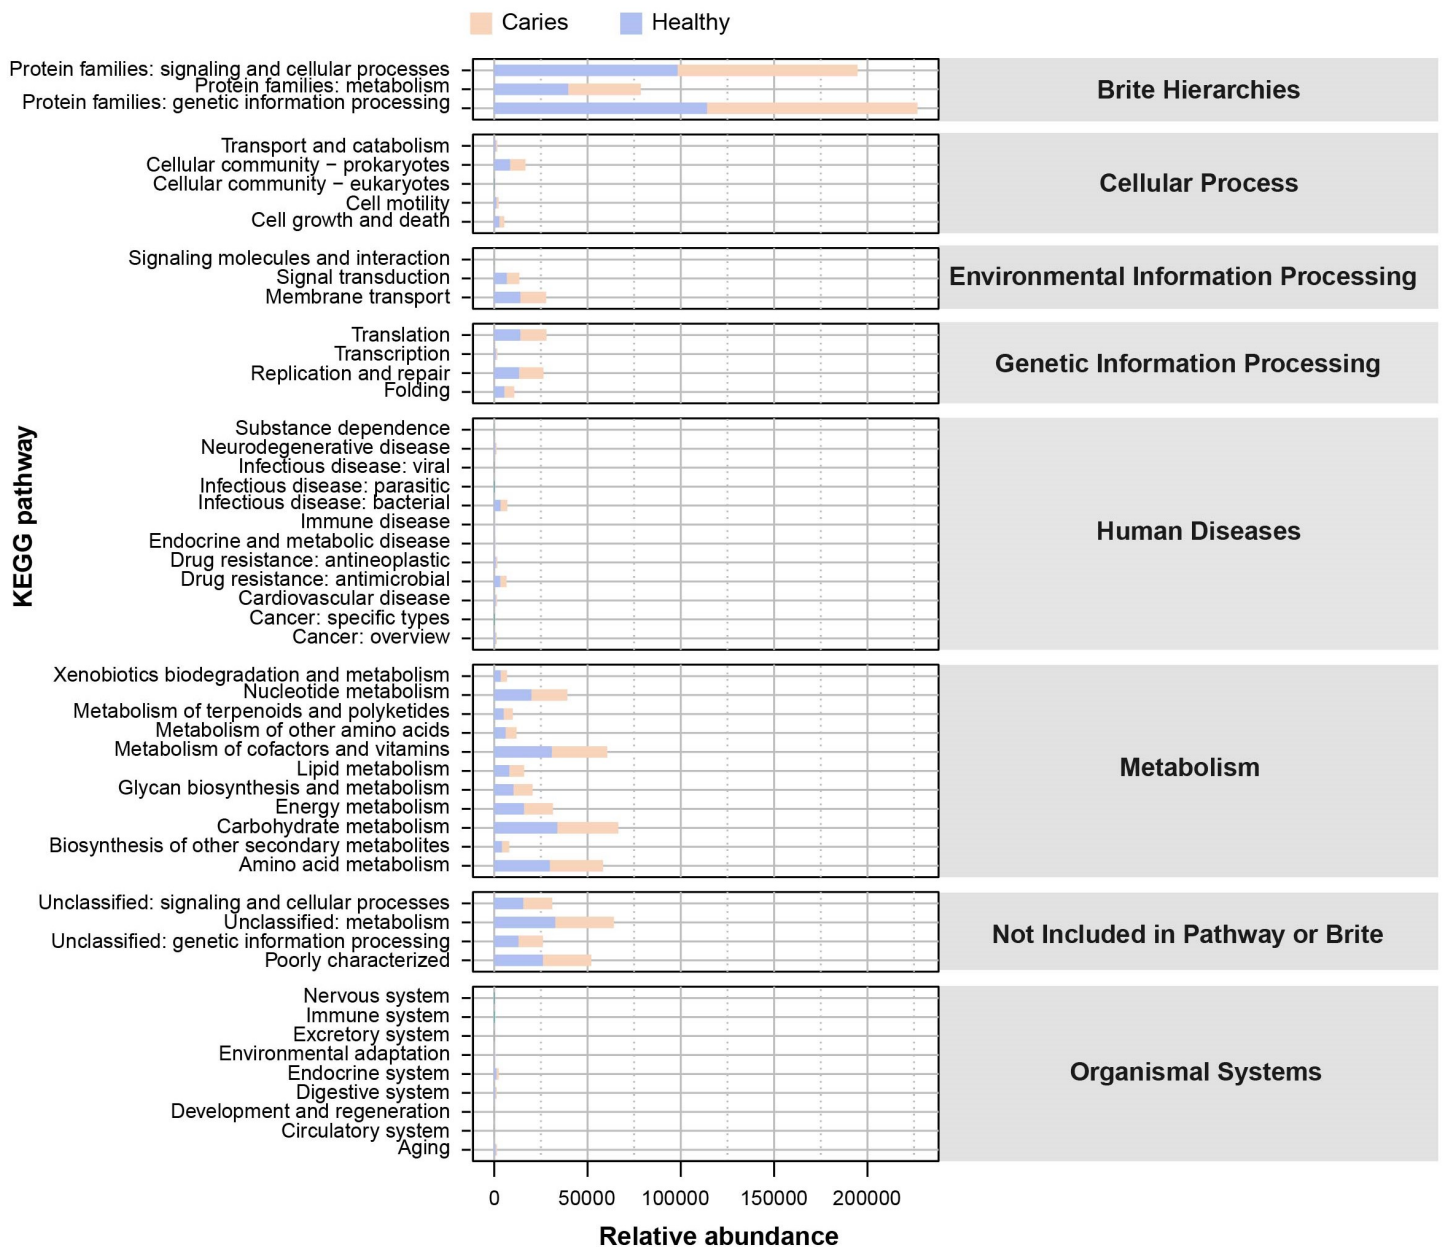 Caries Healthy
Protein families: signaling and cellular processes
Protein families: metabolism
Protein families: genetic information processing
Brite Hierarchies
Transport and catabolism
Cellular community − prokaryotes
Cellular community − eukaryotes
Cell motility
Cell growth and death
Cellular Process
Signaling molecules and interaction
Signal transduction
Membrane transport
Environmental Information Processing
Translation
Transcription
Replication and repair
Folding
Genetic Information Processing
Substance dependence
Neurodegenerative disease
Infectious disease: viral
Infectious disease: parasitic
Infectious disease: bacterial
Immune disease
Endocrine and metabolic disease
Drug resistance: antineoplastic
Drug resistance: antimicrobial
Cardiovascular disease
Cancer: specific types
Cancer: overview
Human Diseases
KEGG pathway
Xenobiotics biodegradation and metabolism
Nucleotide metabolism
Metabolism of terpenoids and polyketides
Metabolism of other amino acids
Metabolism of cofactors and vitamins
Lipid metabolism
Glycan biosynthesis and metabolism
Energy metabolism
Carbohydrate metabolism
Biosynthesis of other secondary metabolites
Amino acid metabolism
Metabolism
Unclassified: signaling and cellular processes
Unclassified: metabolism
Unclassified: genetic information processing
Poorly characterized
Not Included in Pathway or Brite
Nervous system
Immune system
Excretory system
Environmental adaptation
Endocrine system
Digestive system
Development and regeneration
Circulatory system
Aging
Organismal Systems
0 50000 100000 150000 200000
Relative abundance